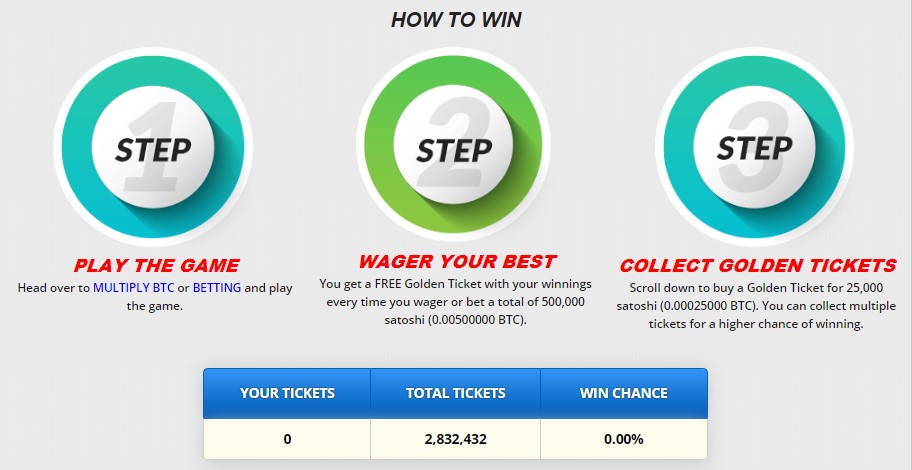 HOW TO WIN
1
STEP
2
STEP
3
STEP
PLAY THE GAME
Head over to MULTIPLY BTC or BETTING and play
the game.
WAGER YOUR BEST
You get a FREE Golden Ticket with your winnings
every time you wager or bet a total of 500,000
satoshi (0.00500000 BTC).
COLLECT GOLDEN TICKETS
Scroll down to buy a Golden Ticket for 25,000
satoshi (0.00025000 BTC). You can collect multiple
tickets for a higher chance of winning.
YOUR TICKETS TOTAL TICKETS WIN CHANCE
0 2,832,432 0.00%